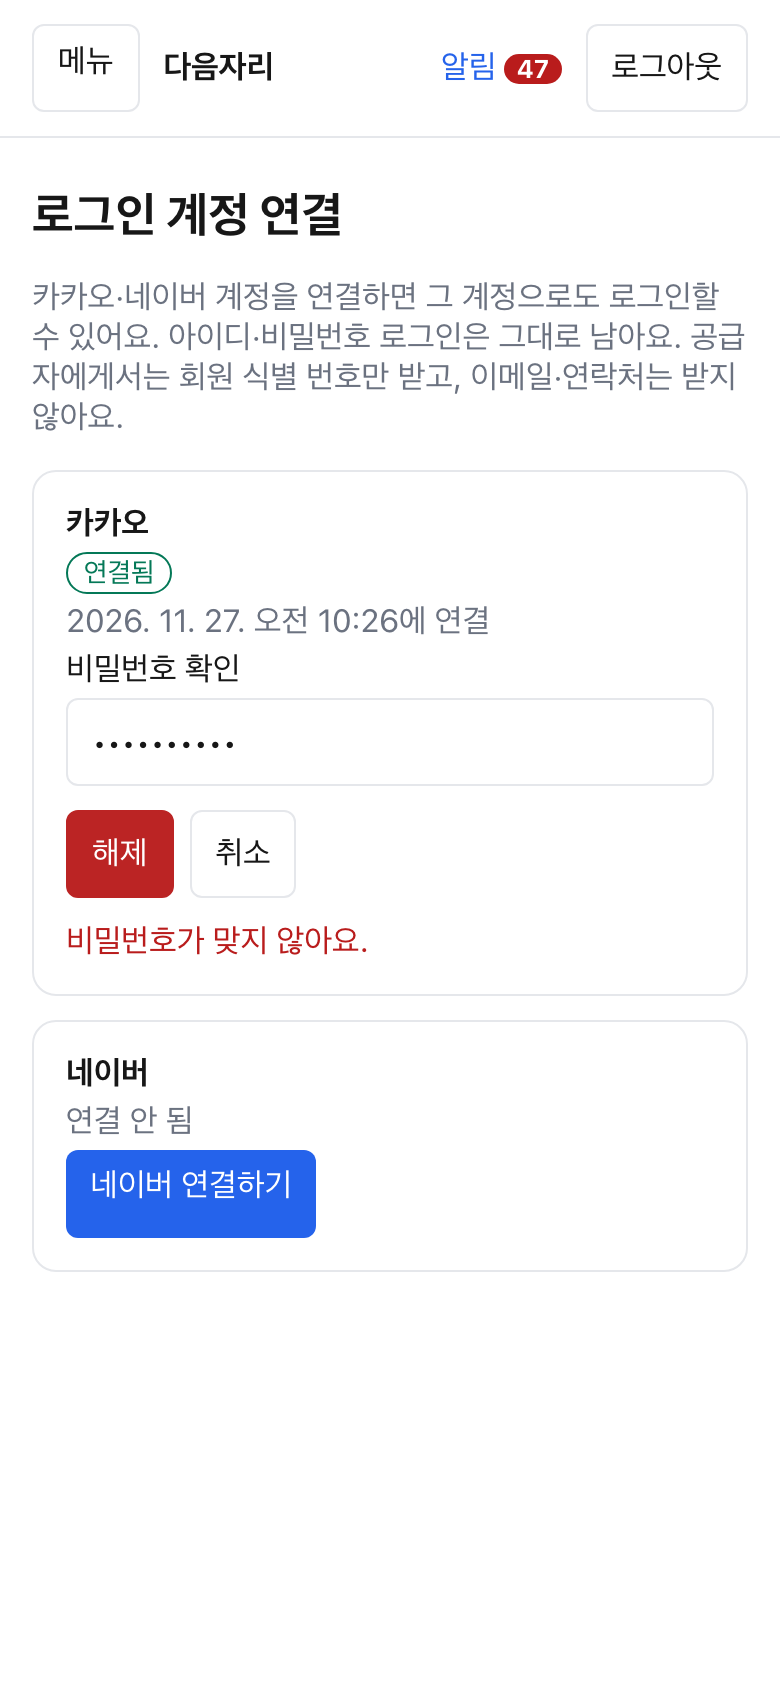 메뉴
다음자리
알림 47
로그아웃
로그인 계정 연결
카카오·네이버 계정을 연결하면 그 계정으로도 로그인할
수 있어요. 아이디·비밀번호 로그인은 그대로 남아요. 공급
자에게서는 회원 식별 번호만 받고, 이메일·연락처는 받지
않아요.
카카오
연결됨
2026. 11. 27. 오전 10:26에 연결
비밀번호 확인
••••••••••
해제
취소
비밀번호가 맞지 않아요.
네이버
연결 안 됨
네이버 연결하기